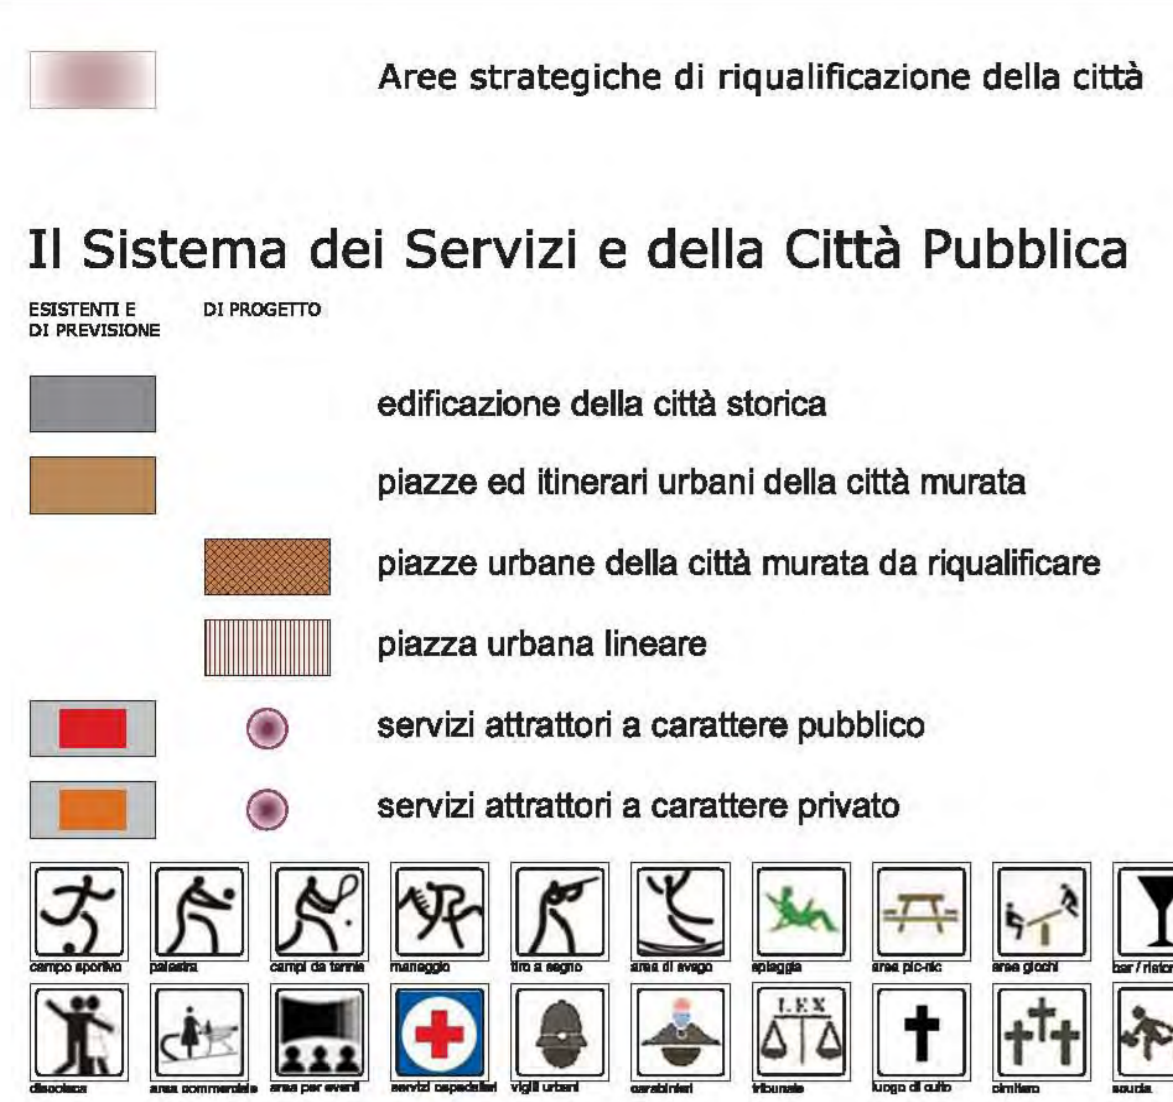 Aree strategiche di riqualificazione della città
Il Sistema dei Servizi e della Città Pubblica
ESISTENTI E DI PREVISIONE
DI PROGETTO
edificazione della città storica
piazze ed itinerari urbani della città murata
piazze urbane della città murata da riqualificare
piazza urbana lineare
servizi attrattori a carattere pubblico
servizi attrattori a carattere privato
campo sportivo palestra campi da tennis maneggio tiro a segno area di svago spiaggia area pic-nic area giochi bar / ristor
LEX
discoteca area commerciale area per eventi servizi ospedalieri vigili urbani carabinieri tribunale luogo di culto cimitero scuola